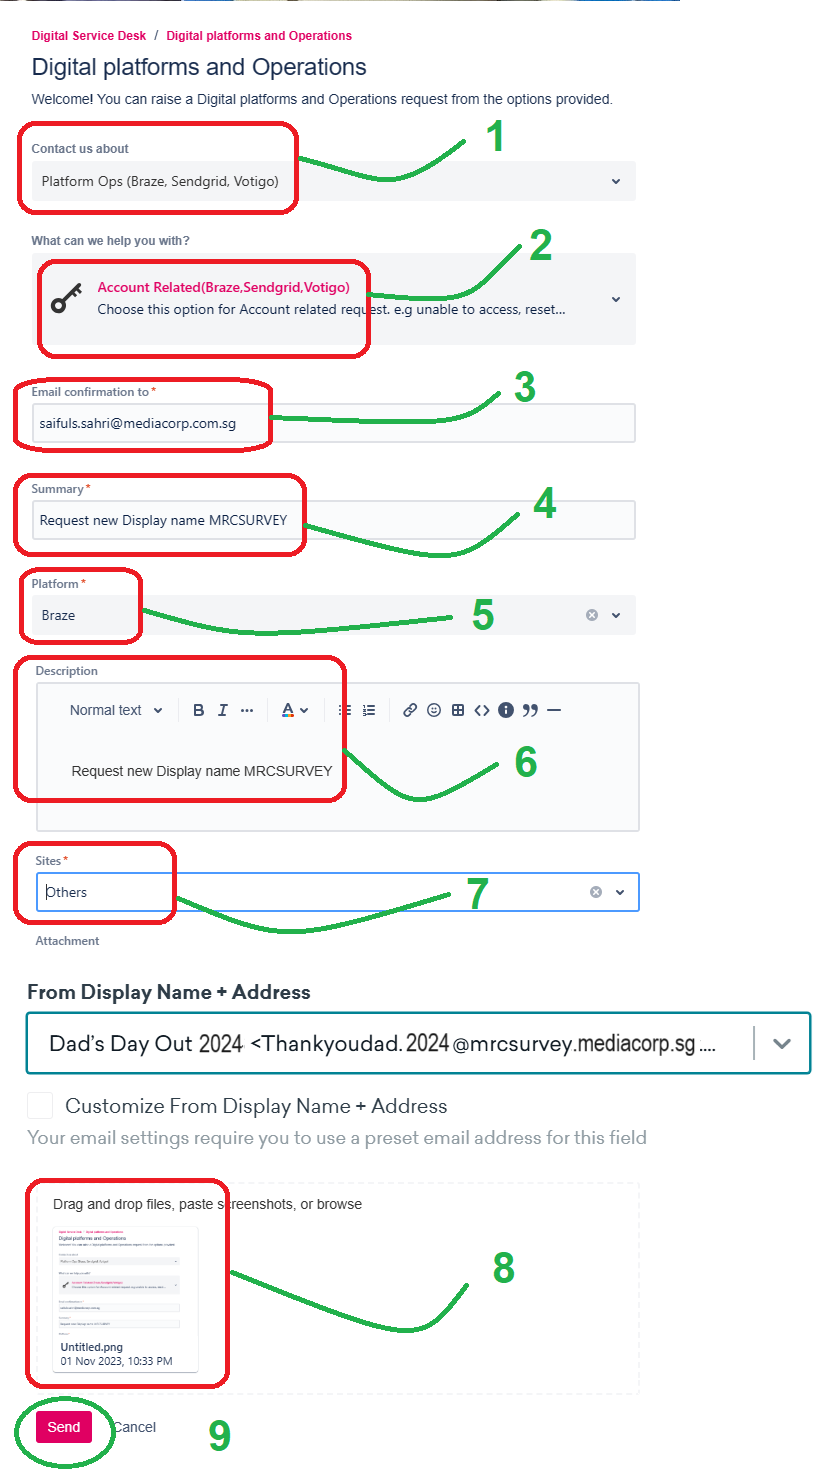 Digital Service Desk / Digital platforms and Operations
Digital platforms and Operations
Welcome! You can raise a Digital platforms and Operations request from the options provided.
1
Contact us about
Platform Ops (Braze, Sendgrid, Votigo)
What can we help you with?
2
Account Related(Braze,Sendgrid,Votigo)
Choose this option for Account related request. e.g unable to access, reset...
Email confirmation to *
3
saifuls.sahri@mediacorp.com.sg
Summary *
4
Request new Display name MRCSURVEY
Platform *
Braze
5
Description
Normal text B I ... A
Request new Display name MRCSURVEY
6
Sites *
Others
7
Attachment
From Display Name + Address
Dad's Day Out 2024 <Thankyoudad.2024@mrcsurvey.mediacorp.sg....
Customize From Display Name + Address
Your email settings require you to use a preset email address for this field
Drag and drop files, paste screenshots, or browse
8
Untitled.png
01 Nov 2023, 10:33 PM
Send Cancel
9